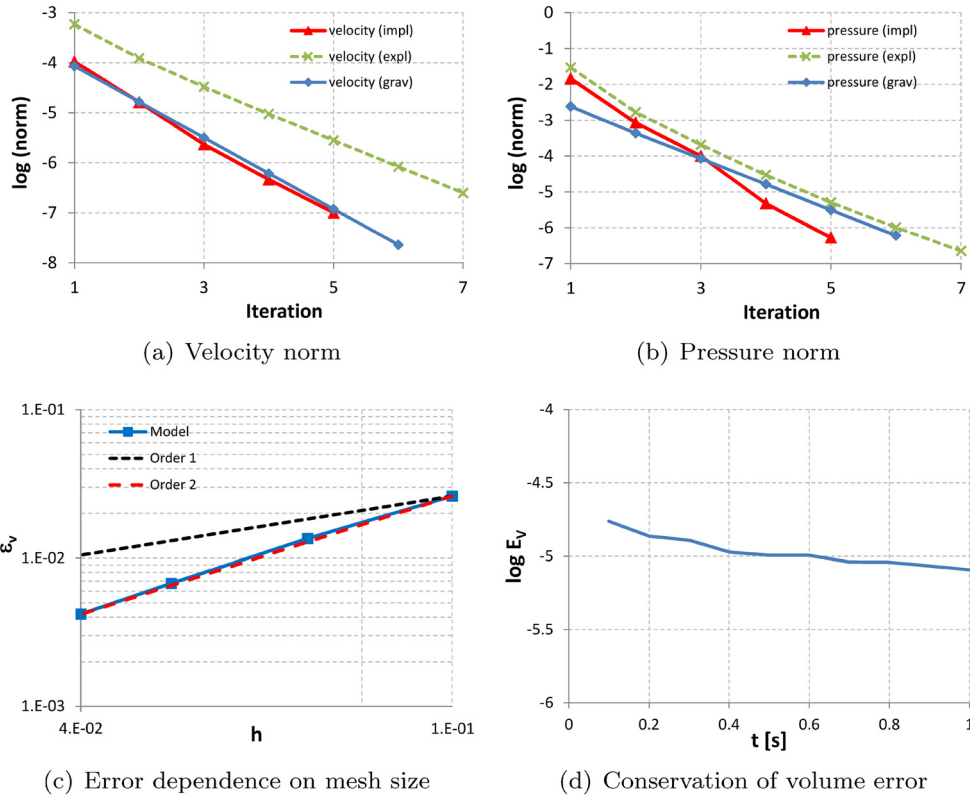 -3
-4
-5
-6
-7
-8
log (norm)
velocity (impl)
velocity (expl)
velocity (grav)
1
3
5
7
Iteration
(a) Velocity norm
0
-1
-2
-3
-4
-5
-6
-7
log (norm)
pressure (impl)
pressure (expl)
pressure (grav)
1
3
5
7
Iteration
(b) Pressure norm
1.E-01
1.E-02
1.E-03
εv
Model
Order 1
Order 2
4.E-02
1.E-01
h
(c) Error dependence on mesh size
-4
-4.5
-5
-5.5
-6
log EV
0
0.2
0.4
0.6
0.8
1
t [s]
(d) Conservation of volume error